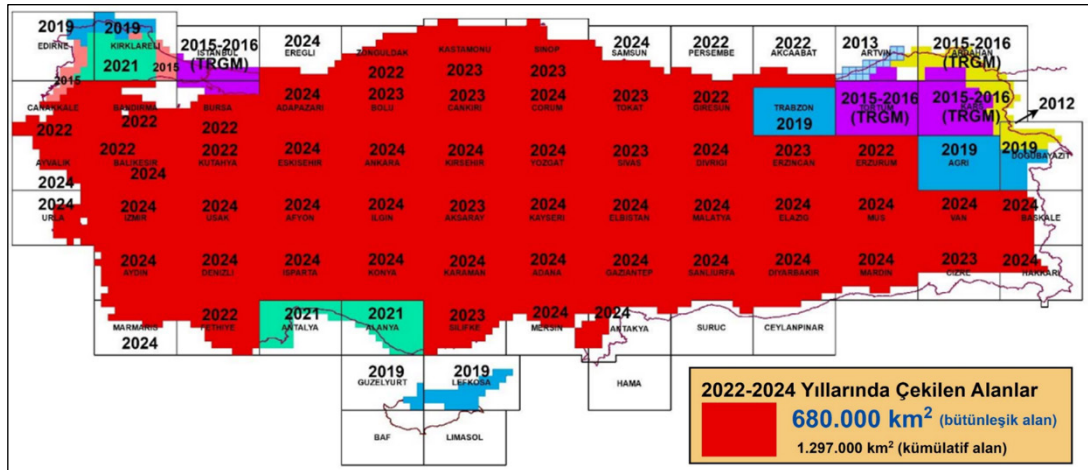 2019
EDIRNE
2019
KIRKLARELI
2021
2015
2015
2015-2016
ISTANBUL
(TRGM)
2024
EREGLI
ZONGULDAK
2022
KASTAMONU
2023
SINOP
2023
2024
SAMSUN
2022
PERSEMBE
2022
AKCAABAT
2013
ARTVIN
2015-2016
ARDAHAN
(TRGM)
CANAKKALE
2022
BANDIRMA
2022
BURSA
2022
2024
ADAPAZARI
2023
BOLU
2023
CANKIRI
2024
CORUM
2023
TOKAT
2022
GIRESUN
TRABZON
2019
2015-2016
TORTUM
(TRGM)
2015-2016
KARS
(TRGM)
2012
AYVALIK
2024
2022
BALIKESIR
2024
KUTAHYA
2024
ESKISEHIR
2024
ANKARA
2024
KIRSEHIR
2024
YOZGAT
2023
SIVAS
2024
DIVRIGI
2023
ERZINCAN
2022
ERZURUM
2019
AGRI
2019
DOGUBAYAZIT
URLA
2024
IZMIR
2024
USAK
2024
AFYON
2024
ILGIN
2023
AKSARAY
2024
KAYSERI
2024
ELBISTAN
2024
MALATYA
2024
ELAZIG
2024
MUS
2024
VAN
2024
BASKALE
2024
AYDIN
2024
DENIZLI
2024
ISPARTA
2024
KONYA
2024
KARAMAN
2024
ADANA
2024
GAZIANTEP
2024
SANLIURFA
2024
DIYARBAKIR
2024
MARDIN
2023
CIZRE
2024
HAKKARI
MARMARIS
2024
2022
FETHIYE
2021
ANTALYA
2021
ALANYA
2023
SILIFKE
2024
MERSIN
2024
ANTAKYA
SURUC
CEYLANPINAR
2019
GUZELYURT
2019
LEFKOSA
HAMA
BAF
LIMASOL
2022-2024 Yıllarında Çekilen Alanlar
680.000 km² (bütünleşik alan)
1.297.000 km² (kümülatif alan)